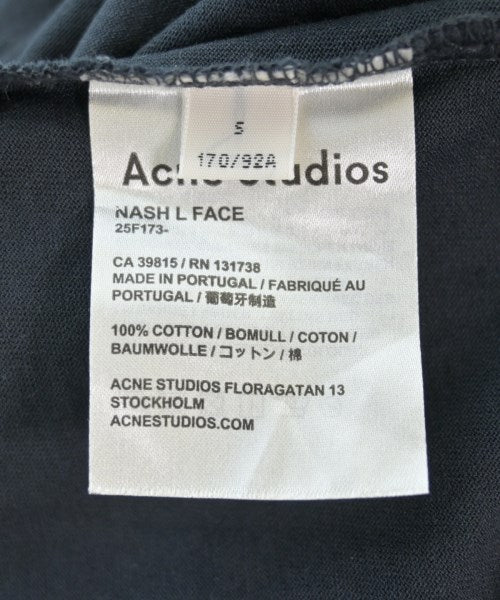 S
170/92A
Acne Studios
NASH L FACE
25F173-
CA 39815 / RN 131738
MADE IN PORTUGAL / FABRIQUÉ AU
PORTUGAL / 葡萄牙制造
100% COTTON / BOMULL / COTON /
BAUMWOLLE / コットン / 棉
ACNE STUDIOS FLORAGATAN 13
STOCKHOLM
ACNESTUDIOS.COM